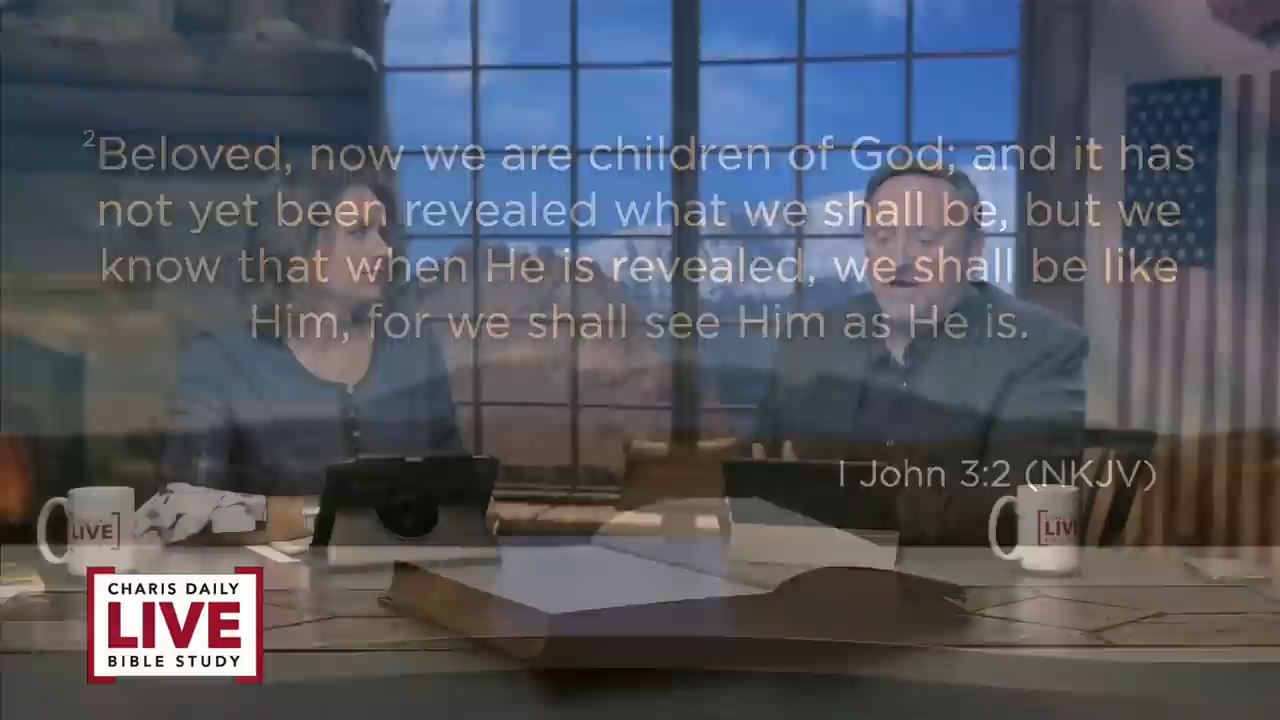 ²Beloved, now we are children of God; and it has
not yet been revealed what we shall be, but we
know that when He is revealed, we shall be like
Him, for we shall see Him as He is.
I John 3:2 (NKJV)
LIVE]
[LIVE
CHARIS DAILY
LIVE
BIBLE STUDY